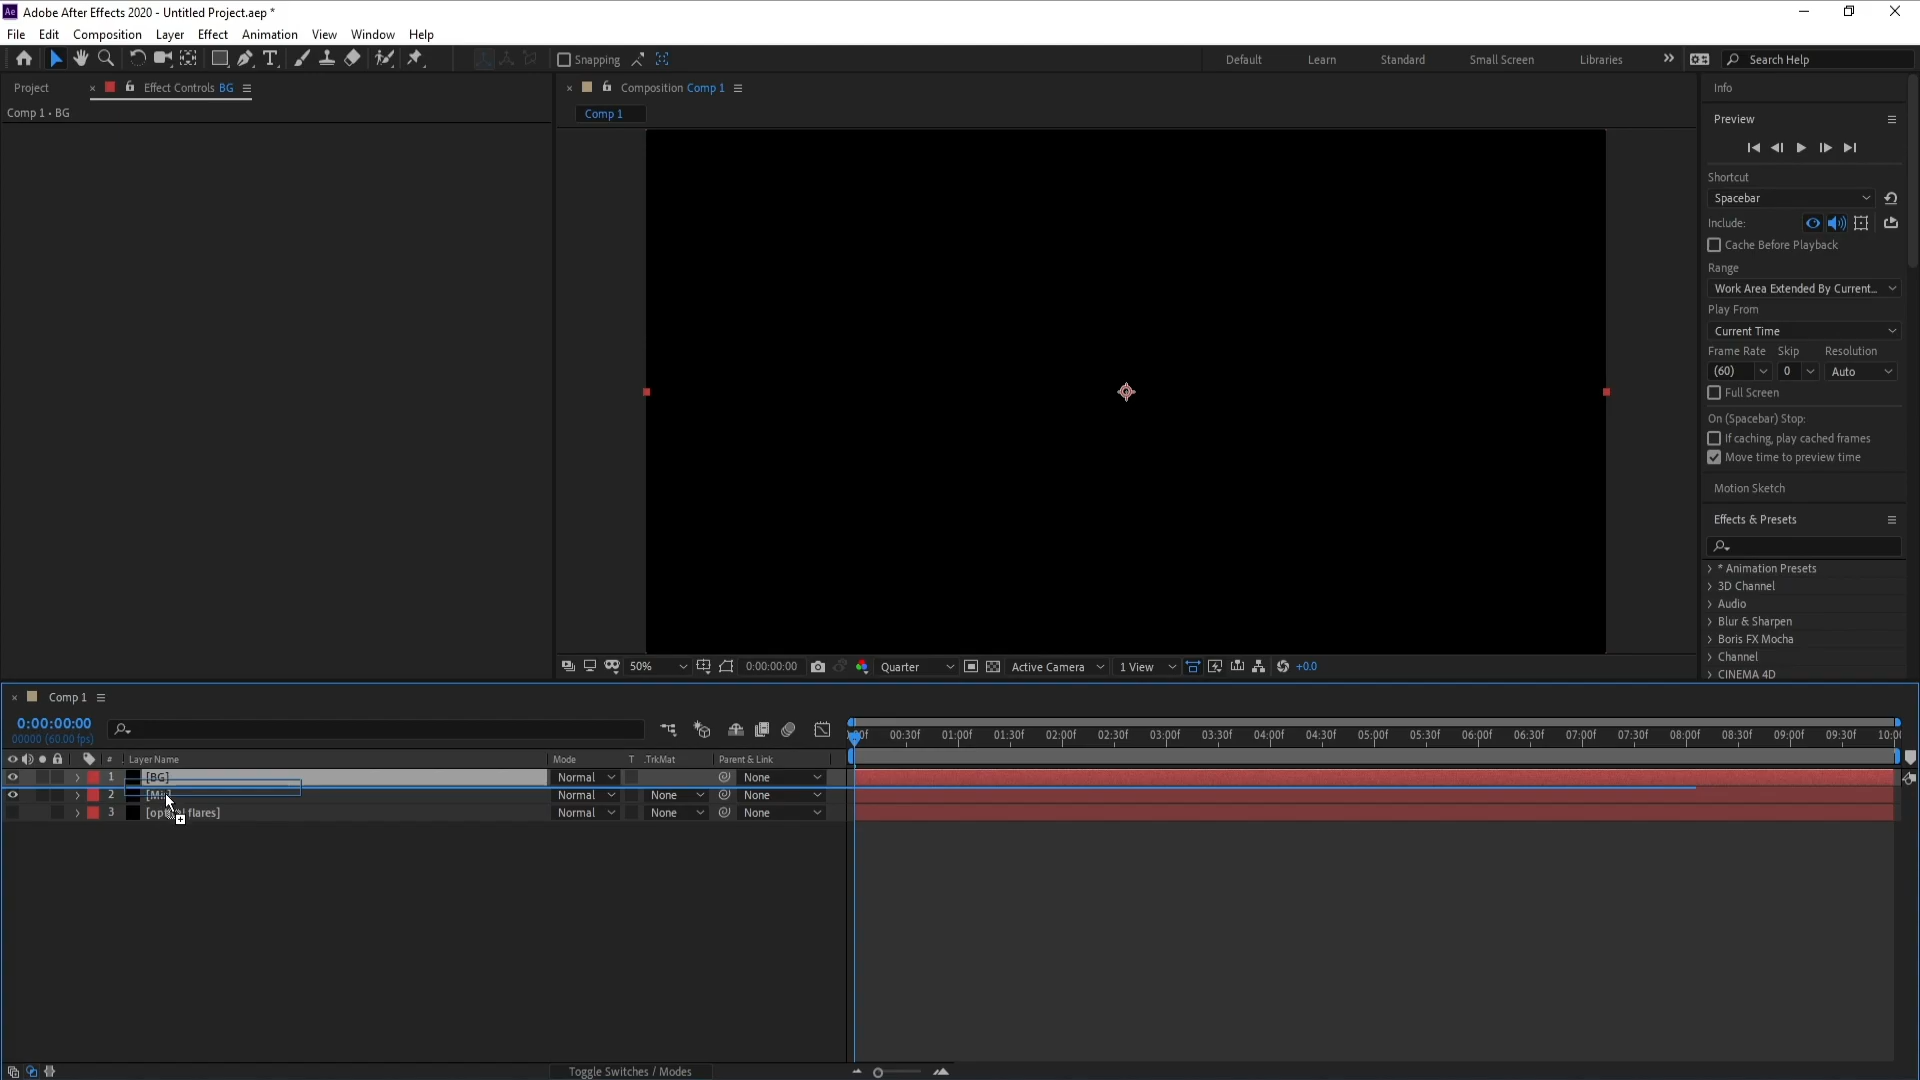 Adobe After Effects 2020 - Untitled Project.aep *
File Edit Composition Layer Effect Animation View Window Help
Snapping
Default Learn Standard Small Screen Libraries
Search Help
Project
Effect Controls BG
Comp 1 • BG
Composition Comp 1
Comp 1
Info
Preview
Shortcut
Spacebar
Include:
Cache Before Playback
Range
Work Area Extended By Current...
Play From
Current Time
Frame Rate Skip Resolution
(60) 0 Auto
Full Screen
On (Spacebar) Stop:
If caching, play cached frames
Move time to preview time
Motion Sketch
Effects & Presets
* Animation Presets
3D Channel
Audio
Blur & Sharpen
Boris FX Mocha
Channel
CINEMA 4D
50% 0:00:00:00 Quarter Active Camera 1 View +0.0
Comp 1
0:00:00:00
00000 (60.00 fps)
00:30f 01:00f 01:30f 02:00f 02:30f 03:00f 03:30f 04:00f 04:30f 05:00f 05:30f 06:00f 06:30f 07:00f 07:30f 08:00f 08:30f 09:00f 09:30f
# Layer Name Mode T .TrkMat Parent & Link
1 [BG] Normal None
2 Normal None None
3 flares] Normal None None
Toggle Switches / Modes